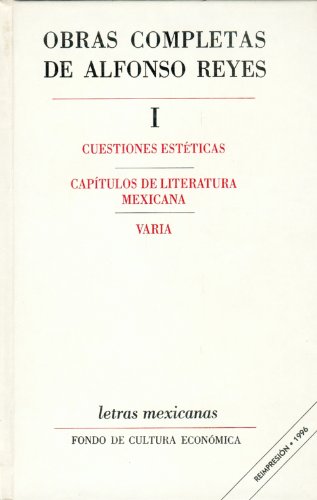 OBRAS COMPLETAS
DE ALFONSO REYES
I
CUESTIONES ESTÉTICAS
CAPÍTULOS DE LITERATURA
MEXICANA
VARIA
letras mexicanas
FONDO DE CULTURA ECONÓMICA
REIMPRESIÓN • 1996